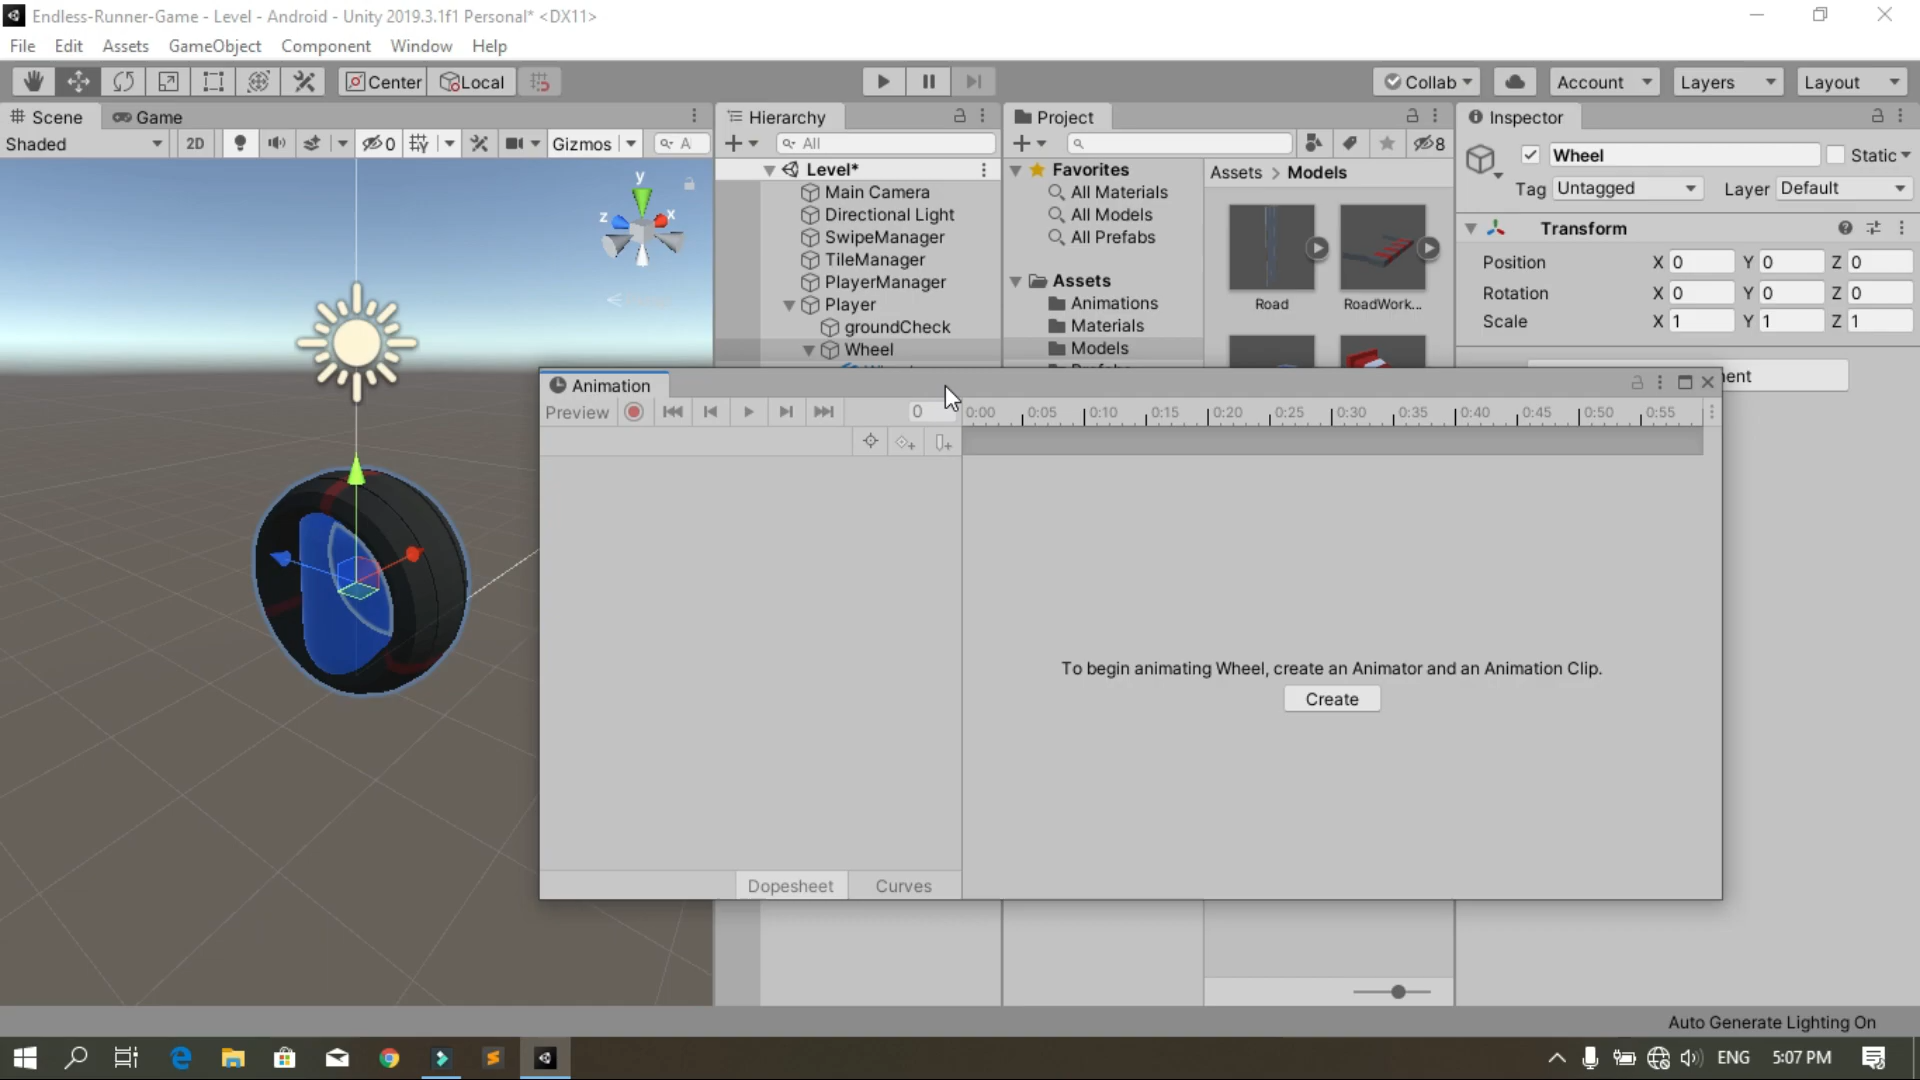 Endless-Runner-Game - Level - Android - Unity 2019.3.1f1 Personal* <DX11>
File Edit Assets GameObject Component Window Help
Center Local Collab Account Layers Layout
Scene Game
Shaded 2D 0 Gizmos A
y
z x
Hierarchy
All
Level*
Main Camera
Directional Light
SwipeManager
TileManager
PlayerManager
Player
groundCheck
Wheel
Project
8
Favorites
All Materials
All Models
All Prefabs
Assets
Animations
Materials
Models
Assets > Models
Road RoadWork...
Inspector
Wheel Static
Tag Untagged Layer Default
Transform
Position X 0 Y 0 Z 0
Rotation X 0 Y 0 Z 0
Scale X 1 Y 1 Z 1
Animation
Preview 0 0:00 0:05 0:10 0:15 0:20 0:25 0:30 0:35 0:40 0:45 0:50 0:55
To begin animating Wheel, create an Animator and an Animation Clip.
Create
Dopesheet Curves
Auto Generate Lighting On
ENG 5:07 PM